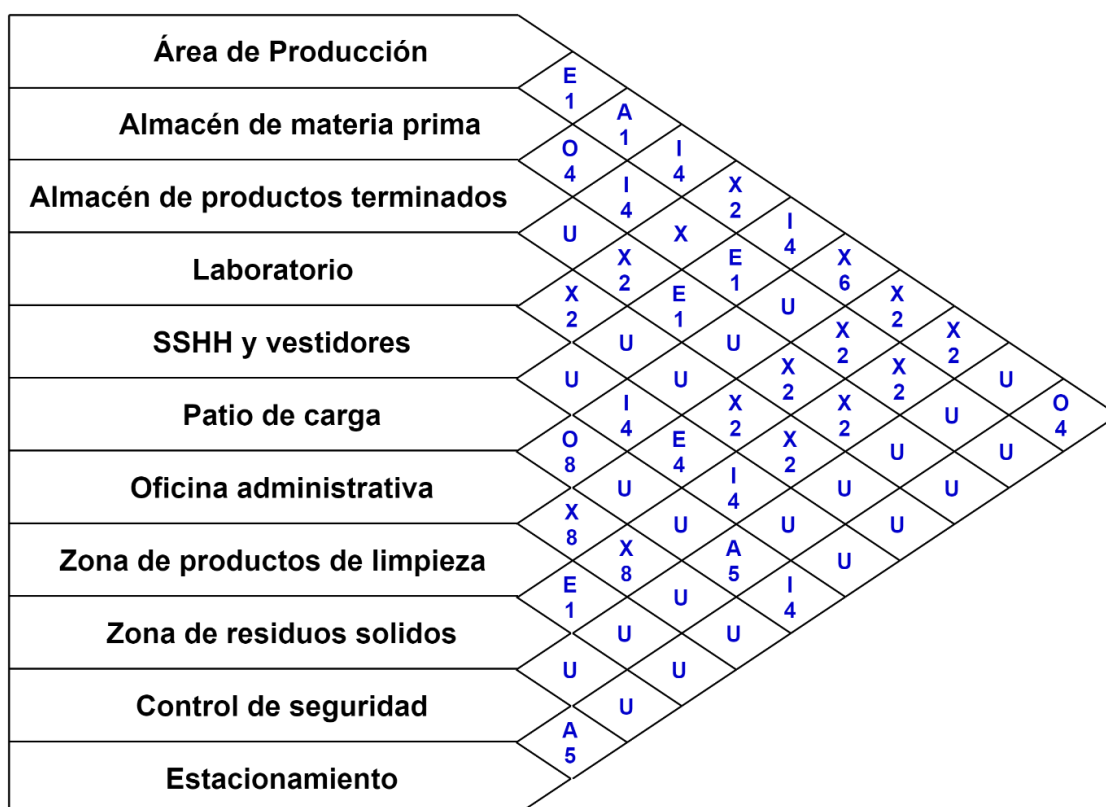 Área de Producción
E
1
Almacén de materia prima
A
1
O
4
I
4
Almacén de productos terminados
I
4
X
2
U
X
I
4
Laboratorio
X
2
E
1
X
6
X
2
E
1
U
X
2
SSHH y vestidores
U
U
X
2
X
2
U
U
X
2
X
2
U
Patio de carga
I
4
X
2
X
2
U
O
4
O
8
E
4
X
2
U
U
Oficina administrativa
U
I
4
U
U
X
8
U
U
U
Zona de productos de limpieza
X
8
A
5
U
E
1
U
I
4
Zona de residuos solidos
U
U
U
U
Control de seguridad
U
A
5
Estacionamiento